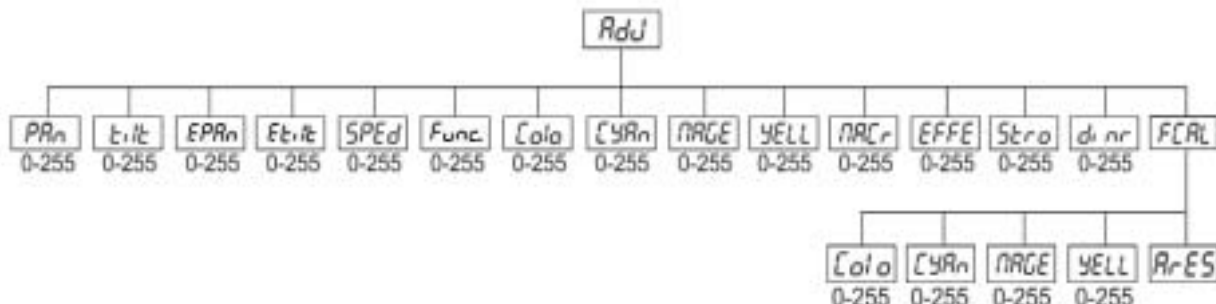 AdJ
PAn tilt EPAn Etilt SPEd Func. Colo CYAn MAGE YELL MACr EFFE Stro dinr FCAL
0-255 0-255 0-255 0-255 0-255 0-255 0-255 0-255 0-255 0-255 0-255 0-255 0-255 0-255
Colo CYAn MAGE YELL ArES
0-255 0-255 0-255 0-255